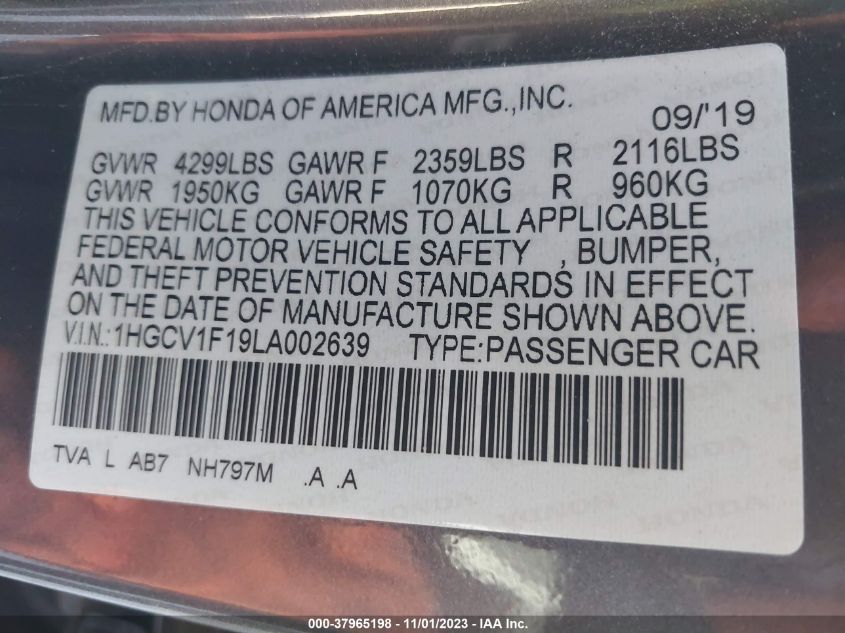 MFD.BY HONDA OF AMERICA MFG.,INC.
09/'19
GVWR 4299LBS GAWR F 2359LBS R 2116LBS
GVWR 1950KG GAWR F 1070KG R 960KG
THIS VEHICLE CONFORMS TO ALL APPLICABLE
FEDERAL MOTOR VEHICLE SAFETY , BUMPER,
AND THEFT PREVENTION STANDARDS IN EFFECT
ON THE DATE OF MANUFACTURE SHOWN ABOVE.
V.I.N.:1HGCV1F19LA002639 TYPE:PASSENGER CAR
TVA L AB7 NH797M .A .A
000-37965198 - 11/01/2023 - IAA Inc.